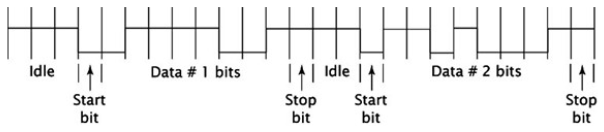 Idle Data # 1 bits Idle Data # 2 bits
Start Stop Start Stop
bit bit bit bit